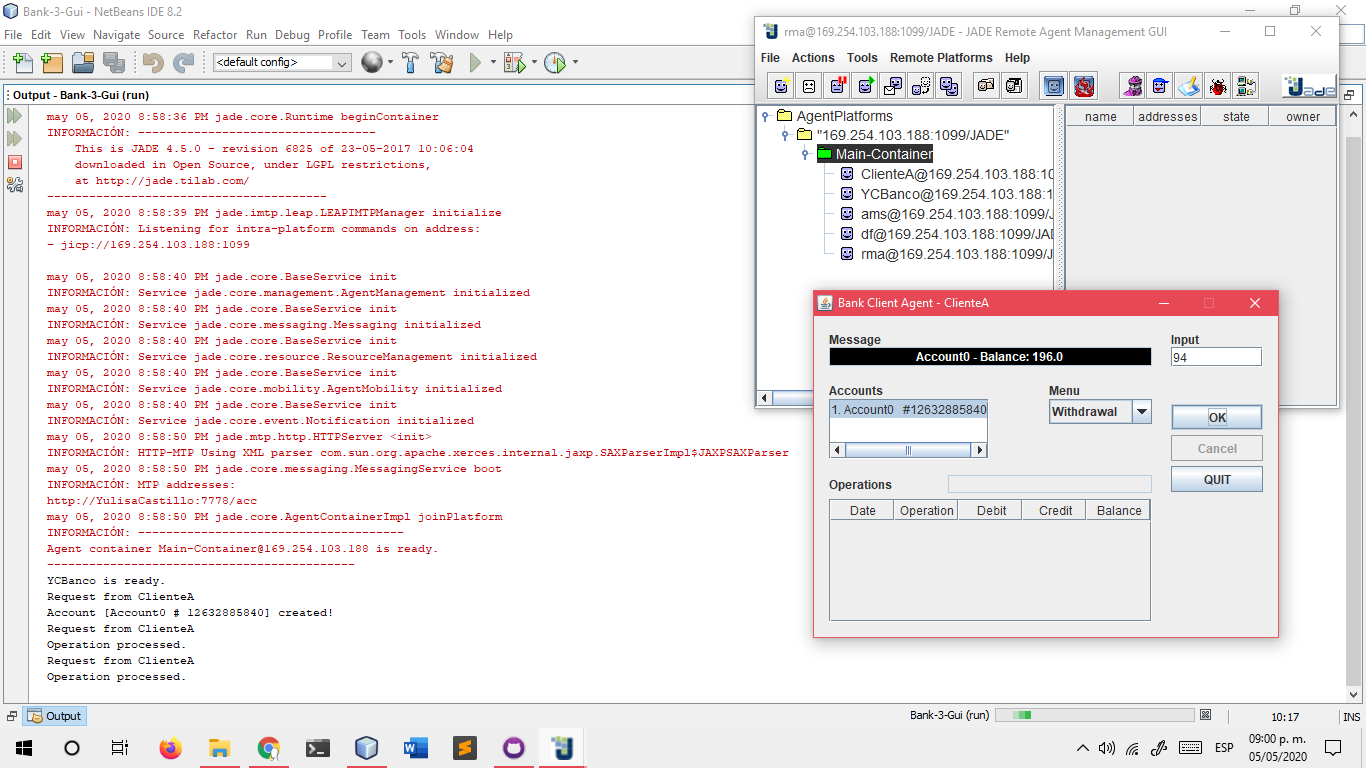 Bank-3-Gui - NetBeans IDE 8.2
File Edit View Navigate Source Refactor Run Debug Profile Team Tools Window Help
<default config>
Output - Bank-3-Gui (run)
may 05, 2020 8:58:36 PM jade.core.Runtime beginContainer
INFORMACIÓN: ----------------------------------
This is JADE 4.5.0 - revision 6825 of 23-05-2017 10:06:04
downloaded in Open Source, under LGPL restrictions,
at http://jade.tilab.com/
----------------------------------------
may 05, 2020 8:58:39 PM jade.imtp.leap.LEAPIMTPManager initialize
INFORMACIÓN: Listening for intra-platform commands on address:
- jicp://169.254.103.188:1099
may 05, 2020 8:58:40 PM jade.core.BaseService init
INFORMACIÓN: Service jade.core.management.AgentManagement initialized
may 05, 2020 8:58:40 PM jade.core.BaseService init
INFORMACIÓN: Service jade.core.messaging.Messaging initialized
may 05, 2020 8:58:40 PM jade.core.BaseService init
INFORMACIÓN: Service jade.core.resource.ResourceManagement initialized
may 05, 2020 8:58:40 PM jade.core.BaseService init
INFORMACIÓN: Service jade.core.mobility.AgentMobility initialized
may 05, 2020 8:58:40 PM jade.core.BaseService init
INFORMACIÓN: Service jade.core.event.Notification initialized
may 05, 2020 8:58:50 PM jade.mtp.http.HTTPServer <init>
INFORMACIÓN: HTTP-MTP Using XML parser com.sun.org.apache.xerces.internal.jaxp.SAXParserImpl$JAXPSAXParser
may 05, 2020 8:58:50 PM jade.core.messaging.MessagingService boot
INFORMACIÓN: MTP addresses:
http://YulisaCastillo:7778/acc
may 05, 2020 8:58:50 PM jade.core.AgentContainerImpl joinPlatform
INFORMACIÓN: --------------------------------------
Agent container Main-Container@169.254.103.188 is ready.
--------------------------------------------
YCBanco is ready.
Request from ClienteA
Account [Account0 # 12632885840] created!
Request from ClienteA
Operation processed.
Request from ClienteA
Operation processed.
rma@169.254.103.188:1099/JADE - JADE Remote Agent Management GUI
File Actions Tools Remote Platforms Help
Jade
AgentPlatforms
"169.254.103.188:1099/JADE"
Main-Container
ClienteA@169.254.103.188:10
YCBanco@169.254.103.188:1
ams@169.254.103.188:1099/J
df@169.254.103.188:1099/JAD
rma@169.254.103.188:1099/J
name addresses state owner
Bank Client Agent - ClienteA
Message Input
Account0 - Balance: 196.0 94
Accounts Menu
1. Account0 #12632885840 Withdrawal
OK
Cancel
QUIT
Operations
Date Operation Debit Credit Balance
Output
Bank-3-Gui (run)
10:17 INS
ESP
09:00 p. m.
05/05/2020